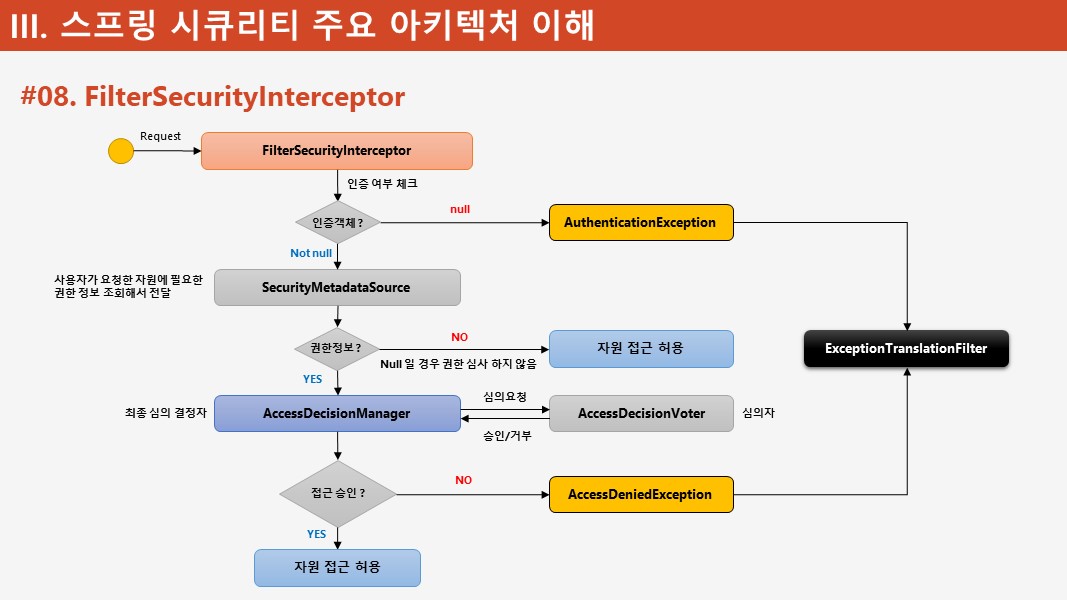 III. 스프링 시큐리티 주요 아키텍처 이해
#08. FilterSecurityInterceptor
Request
FilterSecurityInterceptor
인증 여부 체크
인증객체?
null
AuthenticationException
Not null
사용자가 요청한 자원에 필요한
권한 정보 조회해서 전달
SecurityMetadataSource
권한정보?
NO
Null 일 경우 권한 심사 하지 않음
자원 접근 허용
ExceptionTranslationFilter
YES
최종 심의 결정자
AccessDecisionManager
심의요청
승인/거부
AccessDecisionVoter
심의자
접근 승인 ?
NO
AccessDeniedException
YES
자원 접근 허용